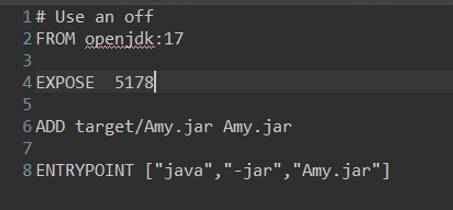 1 # Use an off
2 FROM openjdk:17
3
4 EXPOSE  5178
5
6 ADD target/Amy.jar Amy.jar
7
8 ENTRYPOINT ["java","-jar","Amy.jar"]